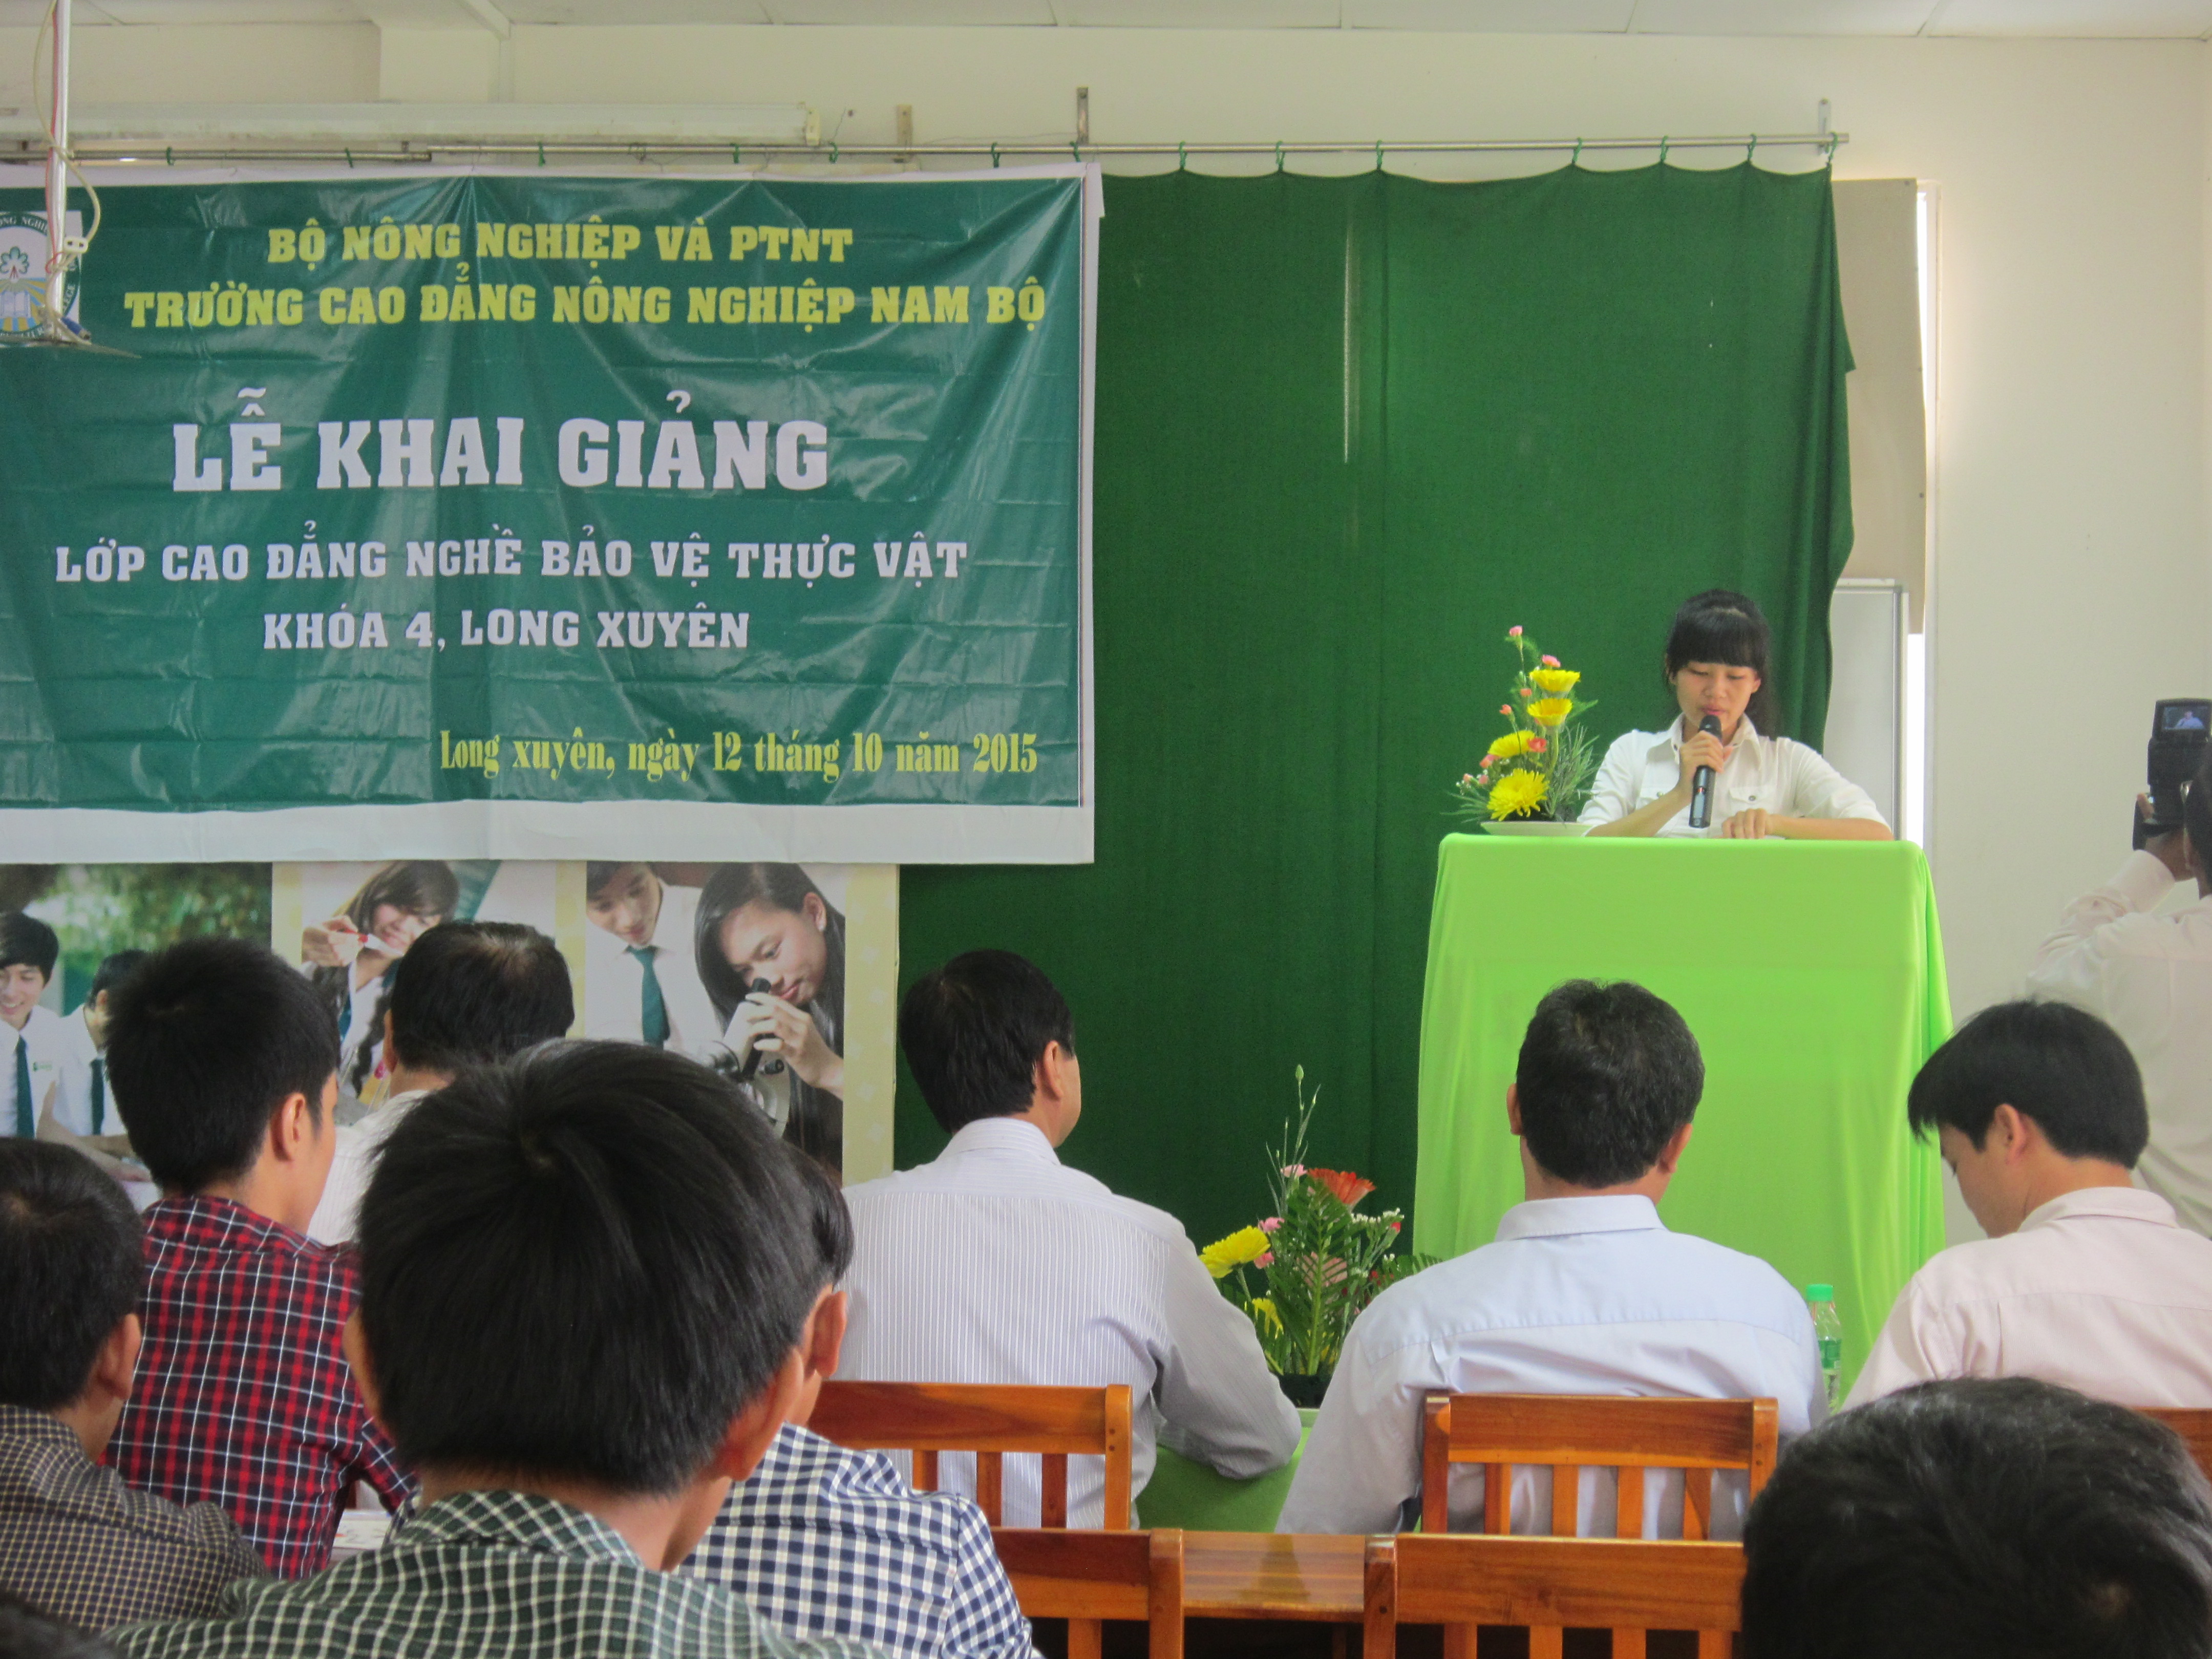 BỘ NÔNG NGHIỆP VÀ PTNT
TRƯỜNG CAO ĐẲNG NÔNG NGHIỆP NAM BỘ
LỄ KHAI GIẢNG
LỚP CAO ĐẲNG NGHỀ BẢO VỆ THỰC VẬT
KHÓA 4, LONG XUYÊN
Long xuyên, ngày 12 tháng 10 năm 2015